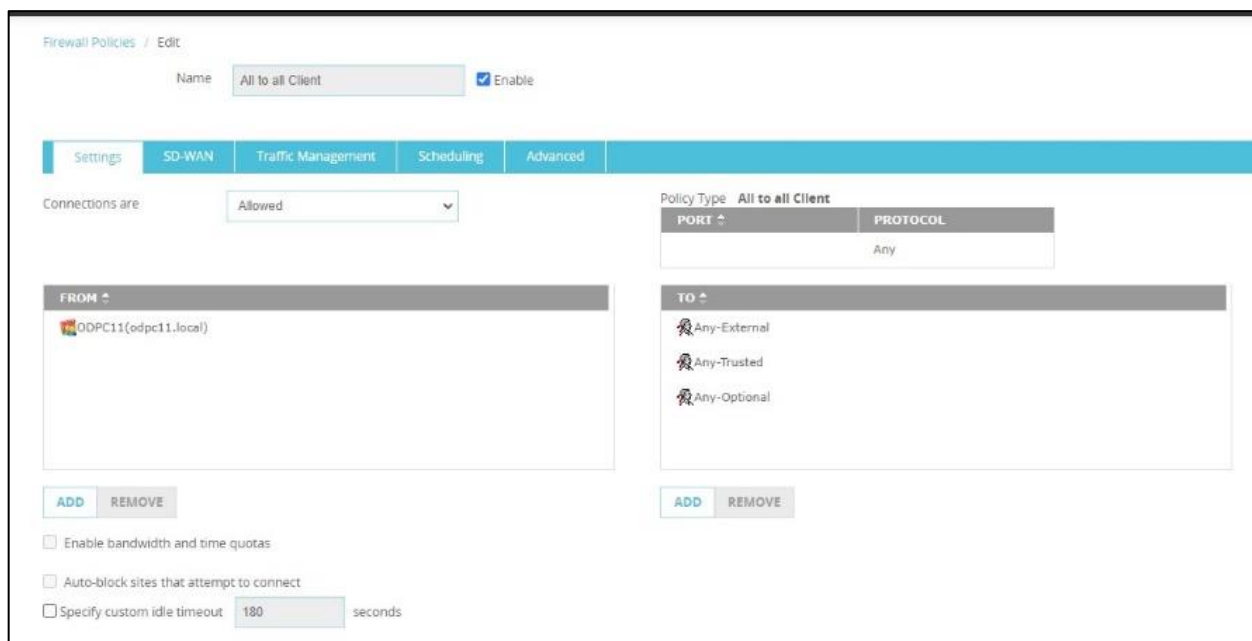 Firewall Policies / Edit
Name All to all Client Enable
Settings SD-WAN Traffic Management Scheduling Advanced
Connections are Allowed
Policy Type All to all Client
PORT PROTOCOL
Any
FROM
ODPC11(odpc11.local)
TO
Any-External
Any-Trusted
Any-Optional
ADD REMOVE
ADD REMOVE
Enable bandwidth and time quotas
Auto-block sites that attempt to connect
Specify custom idle timeout 180 seconds